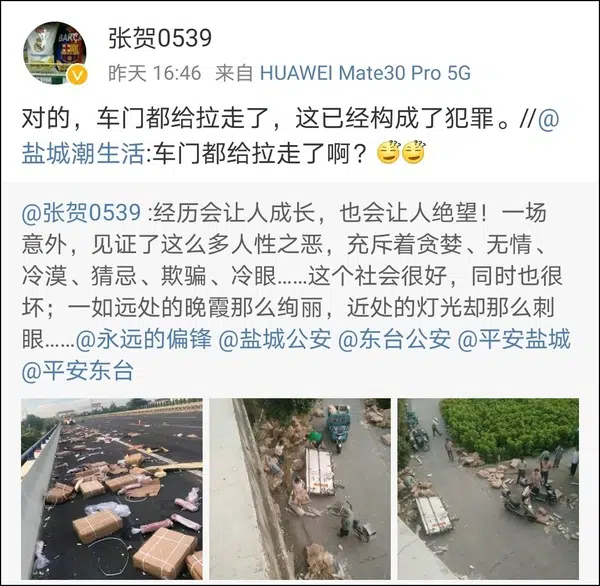 张贺0539
昨天 16:46 来自 HUAWEI Mate30 Pro 5G
对的，车门都给拉走了，这已经构成了犯罪。//@
盐城潮生活:车门都给拉走了啊？
@张贺0539 :经历会让人成长，也会让人绝望！一场
意外，见证了这么多人性之恶，充斥着贪婪、无情、
冷漠、猜忌、欺骗、冷眼……这个社会很好，同时也很
坏；一如远处的晚霞那么绚丽，近处的灯光却那么刺
眼……@永远的偏锋 @盐城公安 @东台公安 @平安盐城
@平安东台